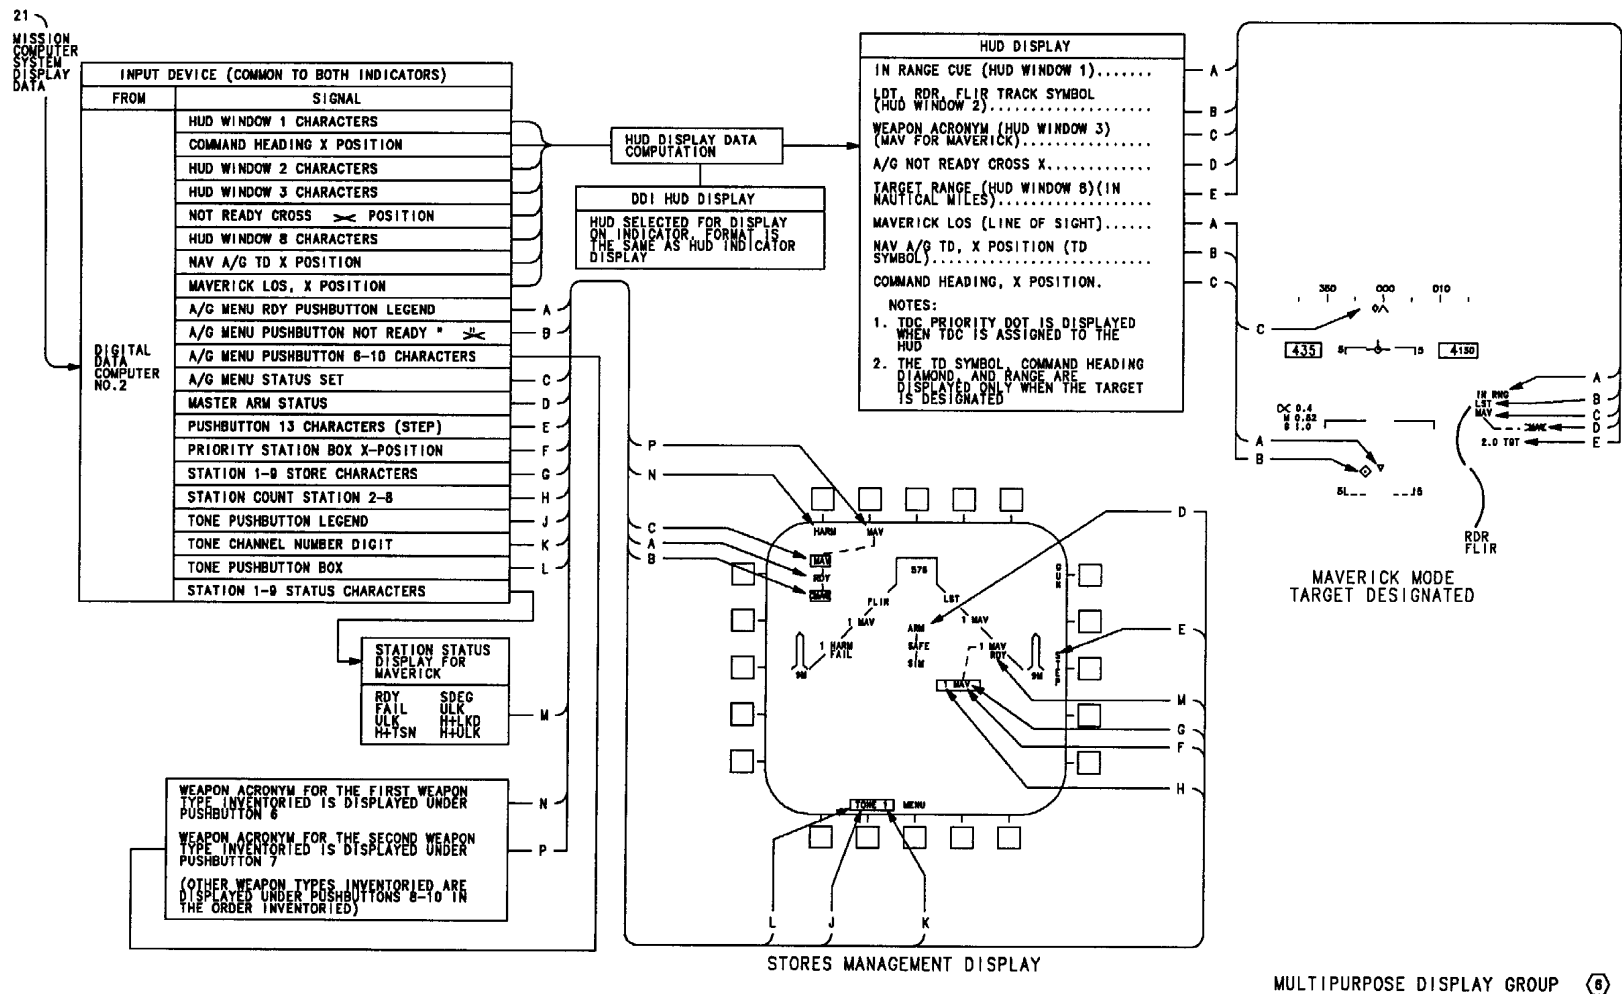 21
MISSION
COMPUTER
SYSTEM
DISPLAY
DATA
INPUT DEVICE (COMMON TO BOTH INDICATORS)
FROM
SIGNAL
DIGITAL
DATA
COMPUTER
NO.2
HUD WINDOW 1 CHARACTERS
COMMAND HEADING X POSITION
HUD WINDOW 2 CHARACTERS
HUD WINDOW 3 CHARACTERS
NOT READY CROSS POSITION
HUD WINDOW 8 CHARACTERS
NAV A/G TD X POSITION
MAVERICK LOS, X POSITION
A/G MENU RDY PUSHBUTTON LEGEND
A
A/G MENU PUSHBUTTON NOT READY " "
B
A/G MENU PUSHBUTTON 6-10 CHARACTERS
A/G MENU STATUS SET
C
MASTER ARM STATUS
D
PUSHBUTTON 13 CHARACTERS (STEP)
E
PRIORITY STATION BOX X-POSITION
F
STATION 1-9 STORE CHARACTERS
G
STATION COUNT STATION 2-8
H
TONE PUSHBUTTON LEGEND
J
TONE CHANNEL NUMBER DIGIT
K
TONE PUSHBUTTON BOX
L
STATION 1-9 STATUS CHARACTERS
STATION STATUS
DISPLAY FOR
MAVERICK
RDY SDEG
FAIL ULK
ULK H+LKD
H+TSN H+ULK
M
WEAPON ACRONYM FOR THE FIRST WEAPON
TYPE INVENTORIED IS DISPLAYED UNDER
PUSHBUTTON 6
N
WEAPON ACRONYM FOR THE SECOND WEAPON
TYPE INVENTORIED IS DISPLAYED UNDER
PUSHBUTTON 7
P
(OTHER WEAPON TYPES INVENTORIED ARE
DISPLAYED UNDER PUSHBUTTONS 8-10 IN
THE ORDER INVENTORIED)
HUD DISPLAY DATA
COMPUTATION
DDI HUD DISPLAY
HUD SELECTED FOR DISPLAY
ON INDICATOR. FORMAT IS
THE SAME AS HUD INDICATOR
DISPLAY
HUD DISPLAY
IN RANGE CUE (HUD WINDOW 1).......
A
LDT, RDR, FLIR TRACK SYMBOL
(HUD WINDOW 2)....................
B
WEAPON ACRONYM (HUD WINDOW 3)
(MAV FOR MAVERICK)................
C
A/G NOT READY CROSS X.............
D
TARGET RANGE (HUD WINDOW 8)(IN
NAUTICAL MILES)...................
E
MAVERICK LOS (LINE OF SIGHT)......
A
NAV A/G TD, X POSITION (TD
SYMBOL)...........................
B
COMMAND HEADING, X POSITION.
C
NOTES:
1. TDC PRIORITY DOT IS DISPLAYED
WHEN TDC IS ASSIGNED TO THE
HUD
2. THE TD SYMBOL, COMMAND HEADING
DIAMOND, AND RANGE ARE
DISPLAYED ONLY WHEN THE TARGET
IS DESIGNATED
350 000 010
C
435
5 5
4130
A
B
C
D
E
IN RNG
LST
MAV
2.0 TGT
0.4
M 0.52
G 1.0
A
B
5 5
RDR
FLIR
MAVERICK MODE
TARGET DESIGNATED
P
N
C
A
B
HARM MAV
MAV
RDY
575
FLIR
LST
1 MAV
1 MAV
1 HARM
FAIL
ARM
SAFE
SIM
1 MAV
RDY
9M
9M
1 MAV
GUN
STEP
D
E
M
G
F
H
TONE 1
MENU
L
J
K
STORES MANAGEMENT DISPLAY
MULTIPURPOSE DISPLAY GROUP 6